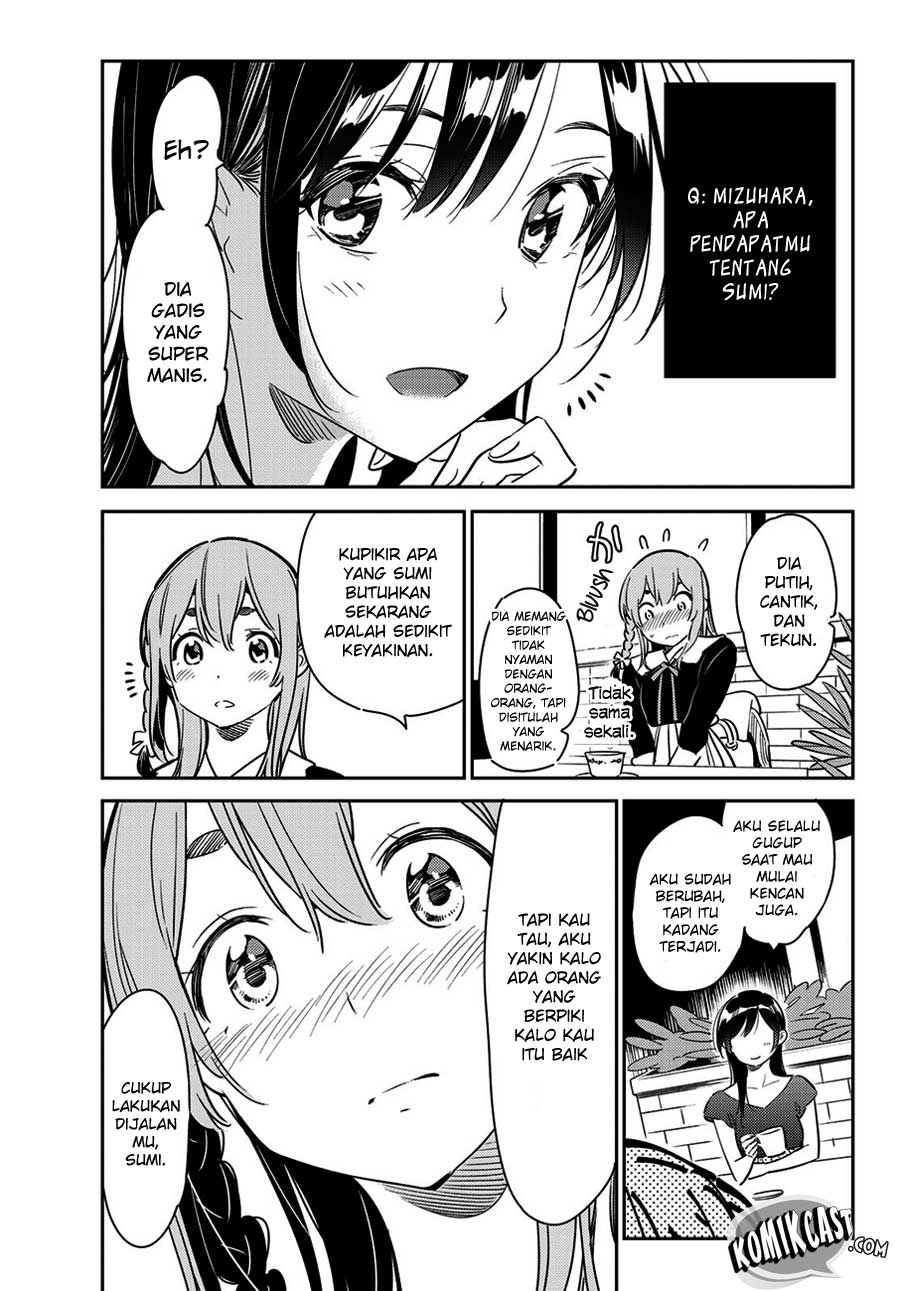 Q: MIZUHARA,
APA
PENDAPATMU
TENTANG
SUMI?
Eh?
DIA
GADIS
YANG
SUPER
MANIS.
DIA
PUTIH,
CANTIK,
DAN
TEKUN.
カ
Bluush
Tidak
sama
sekali.
DIA MEMANG
SEDIKIT
TIDAK
NYAMAN
DENGAN
ORANG-
ORANG, TAPI
DISITULAH
YANG
MENARIK.
KUPIKIR APA
YANG SUMI
BUTUHKAN
SEKARANG
ADALAH SEDIKIT
KEYAKINAN.
AKU SELALU
GUGUP
SAAT MAU
MULAI
KENCAN
JUGA.
AKU SUDAH
BERUBAH,
TAPI ITU
KADANG
TERJADI.
TAPI KAU
TAU, AKU
YAKIN KALO
ADA ORANG
YANG
BERPIKI
KALO KAU
ITU BAIK
CUKUP
LAKUKAN
DIJALAN
MU,
SUMI.
KOMIKCAST.COM